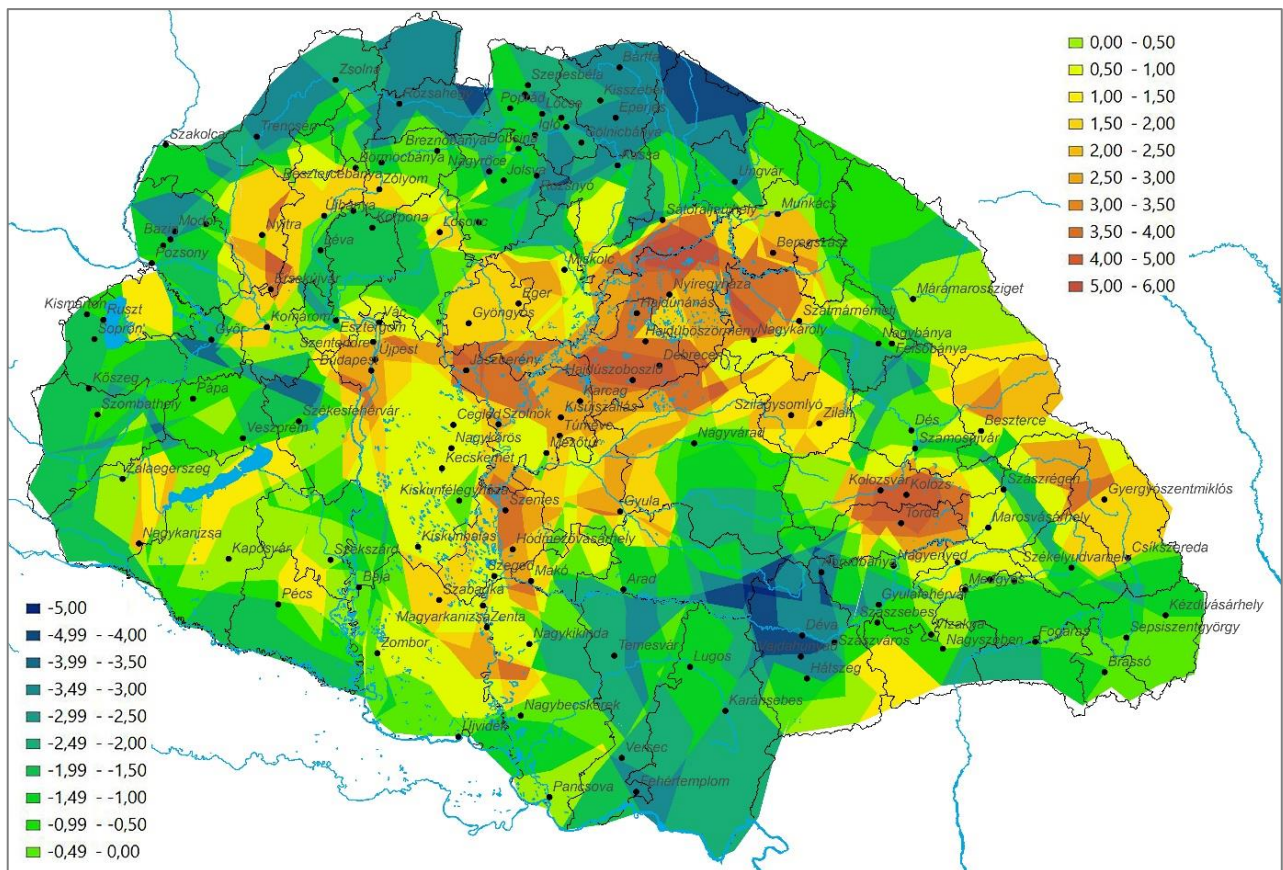 0,00 - 0,50
0,50 - 1,00
1,00 - 1,50
1,50 - 2,00
2,00 - 2,50
2,50 - 3,00
3,00 - 3,50
3,50 - 4,00
4,00 - 5,00
5,00 - 6,00
Bártfa
Zsolna
Szepesbéla
Rózsahegy
Kisszeben
Poprád
Lőcse
Eperjes
Igló
Trencsén
Szakolca
Breznóbánya
Dobsina
Gölnicbánya
Körmöcbánya
Nagyrőce
Jolsva
Kassa
Besztercebánya
Zólyom
Rozsnyó
Ungvár
Újbánya
Korpona
Losonc
Sátoraljaújhely
Munkács
Modor
Bazin
Nyitra
Léva
Pozsony
Beregszász
Miskolc
Érsekújvár
Nyíregyháza
Máramarossziget
Kismarton
Ruszt
Eger
Hajdúnánás
Sopron
Győr
Komárom
Vác
Esztergom
Gyöngyös
Szatmárnémeti
Hajdúböszörmény
Nagykároly
Nagybánya
Felsőbánya
Szentendre
Újpest
Budapest
Jászberény
Debrecen
Hajdúszoboszló
Kőszeg
Pápa
Karcag
Szombathely
Székesfehérvár
Cegléd
Szolnok
Kisújszállás
Szilágysomlyó
Zilah
Túrkeve
Dés
Beszterce
Veszprém
Nagykőrös
Mezőtúr
Nagyvárad
Szamosújvár
Kecskemét
Zalaegerszeg
Kolozsvár
Kolozs
Szászrégen
Gyergyószentmiklós
Kiskunfélegyháza
Szentes
Gyula
Torda
Marosvásárhely
Nagykanizsa
Kiskunhalas
Hódmezővásárhely
Kaposvár
Szekszárd
Nagyenyed
Székelyudvarhely
Csíkszereda
Abrudbánya
Medgyes
Baja
Szeged
Makó
Arad
Pécs
Szabadka
Gyulafehérvár
Kézdivásárhely
Magyarkanizsa
Zenta
Szászsebes
Vízakna
Sepsiszentgyörgy
Déva
Szászváros
Nagyszeben
Fogaras
Zombor
Nagykikinda
Temesvár
Lugos
Hátszeg
Brassó
Karánsebes
Nagybecskerek
Újvidék
Versec
Fehértemplom
Pancsova
-5,00
-4,99 - -4,00
-3,99 - -3,50
-3,49 - -3,00
-2,99 - -2,50
-2,49 - -2,00
-1,99 - -1,50
-1,49 - -1,00
-0,99 - -0,50
-0,49 - 0,00